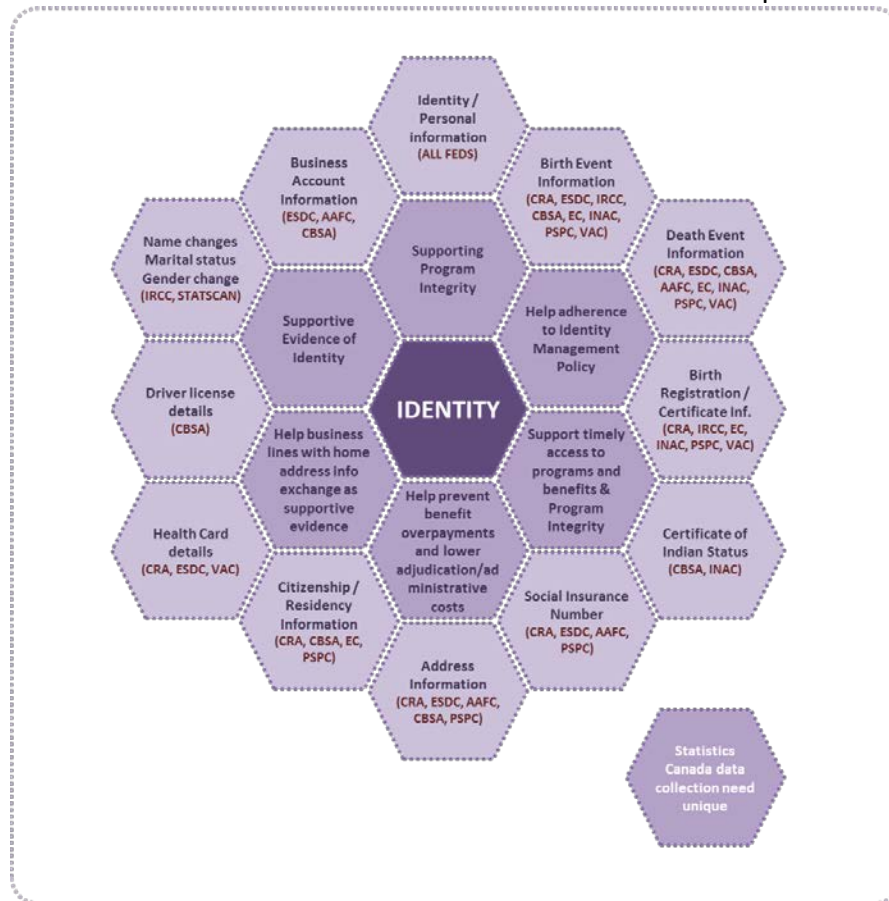 Identity /
Personal
information
(ALL FEDS)
Business
Account
Information
(ESDC, AAFC,
CBSA)
Birth Event
Information
(CRA, ESDC, IRCC,
CBSA, EC, INAC,
PSPC, VAC)
Name changes
Marital status
Gender change
(IRCC, STATSCAN)
Supporting
Program
Integrity
Death Event
Information
(CRA, ESDC, CBSA,
AAFC, EC, INAC,
PSPC, VAC)
Supportive
Evidence of
Identity
Help adherence
to Identity
Management
Policy
Driver license
details
(CBSA)
IDENTITY
Birth
Registration /
Certificate Inf.
(CRA, IRCC, EC,
INAC, PSPC, VAC)
Help business
lines with home
address info
exchange as
supportive
evidence
Support timely
access to
programs and
benefits &
Program
Integrity
Health Card
details
(CRA, ESDC, VAC)
Help prevent
benefit
overpayments
and lower
adjudication/ad
ministrative
costs
Certificate of
Indian Status
(CBSA, INAC)
Citizenship /
Residency
Information
(CRA, CBSA, EC,
PSPC)
Social Insurance
Number
(CRA, ESDC, AAFC,
PSPC)
Address
Information
(CRA, ESDC, AAFC,
CBSA, PSPC)
Statistics
Canada data
collection need
unique